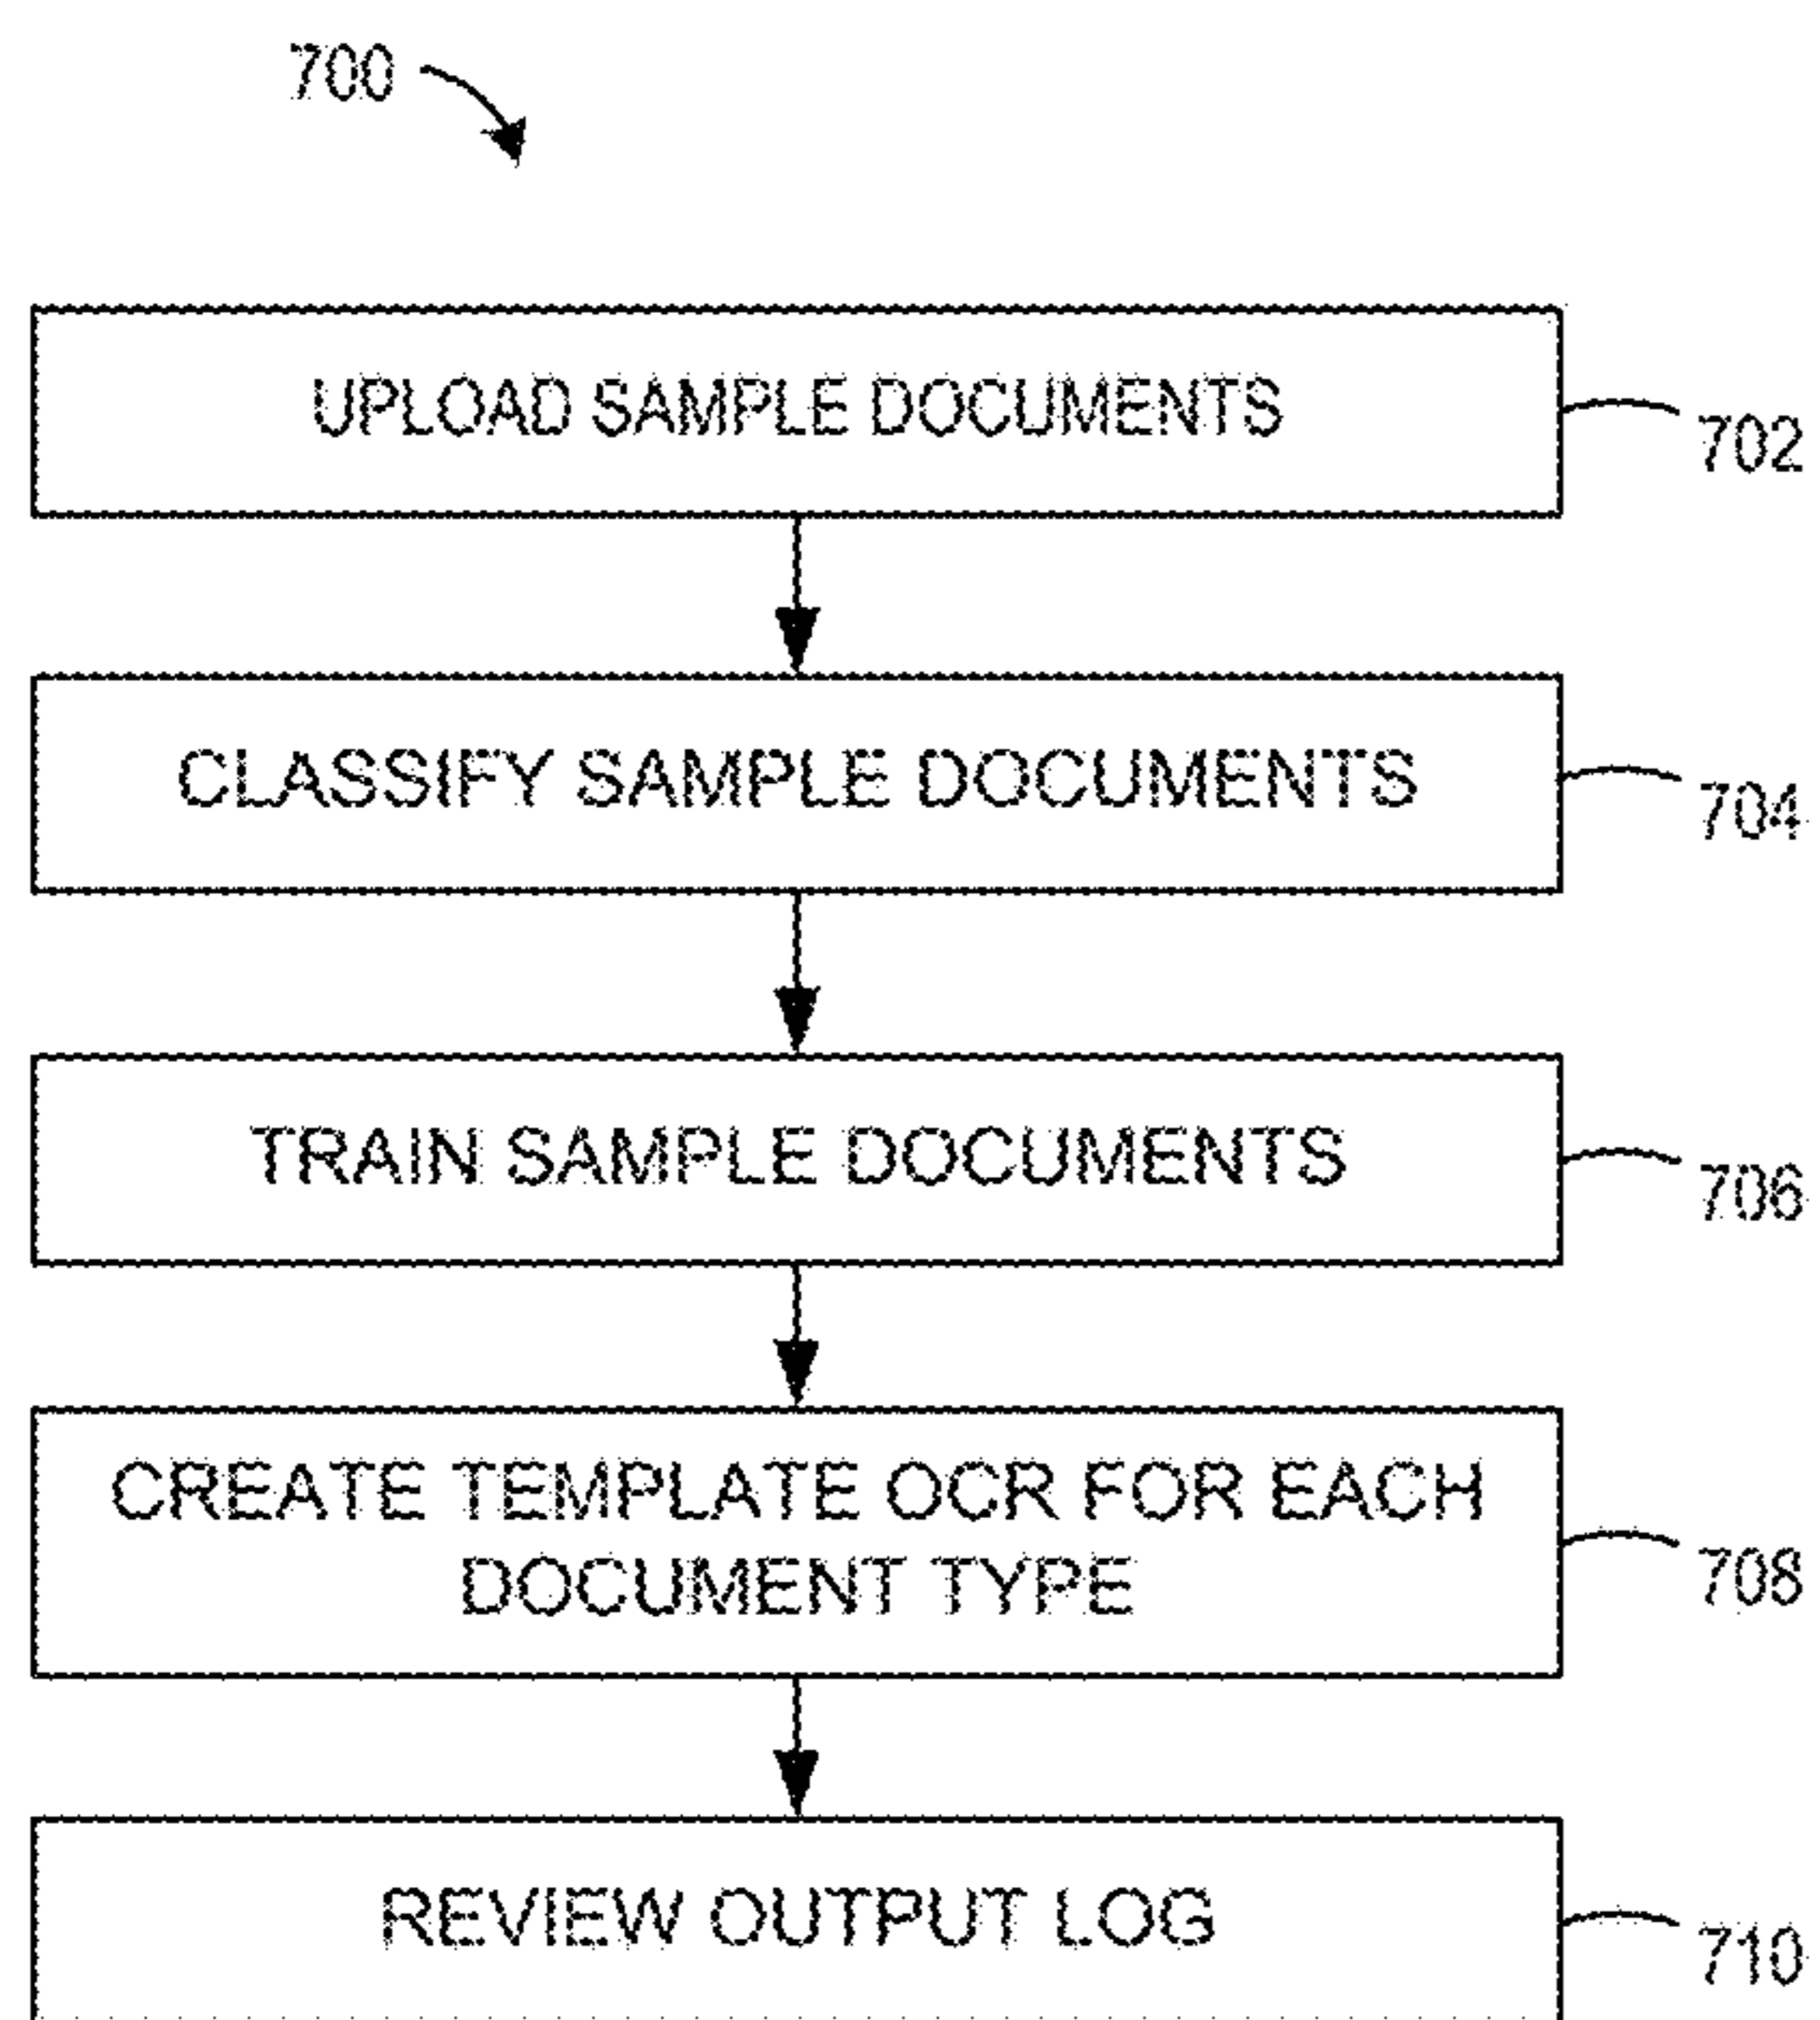 700
UPLOAD SAMPLE DOCUMENTS
702
CLASSIFY SAMPLE DOCUMENTS
704
TRAIN SAMPLE DOCUMENTS
706
CREATE TEMPLATE OCR FOR EACH
DOCUMENT TYPE
708
REVIEW OUTPUT LOG
710